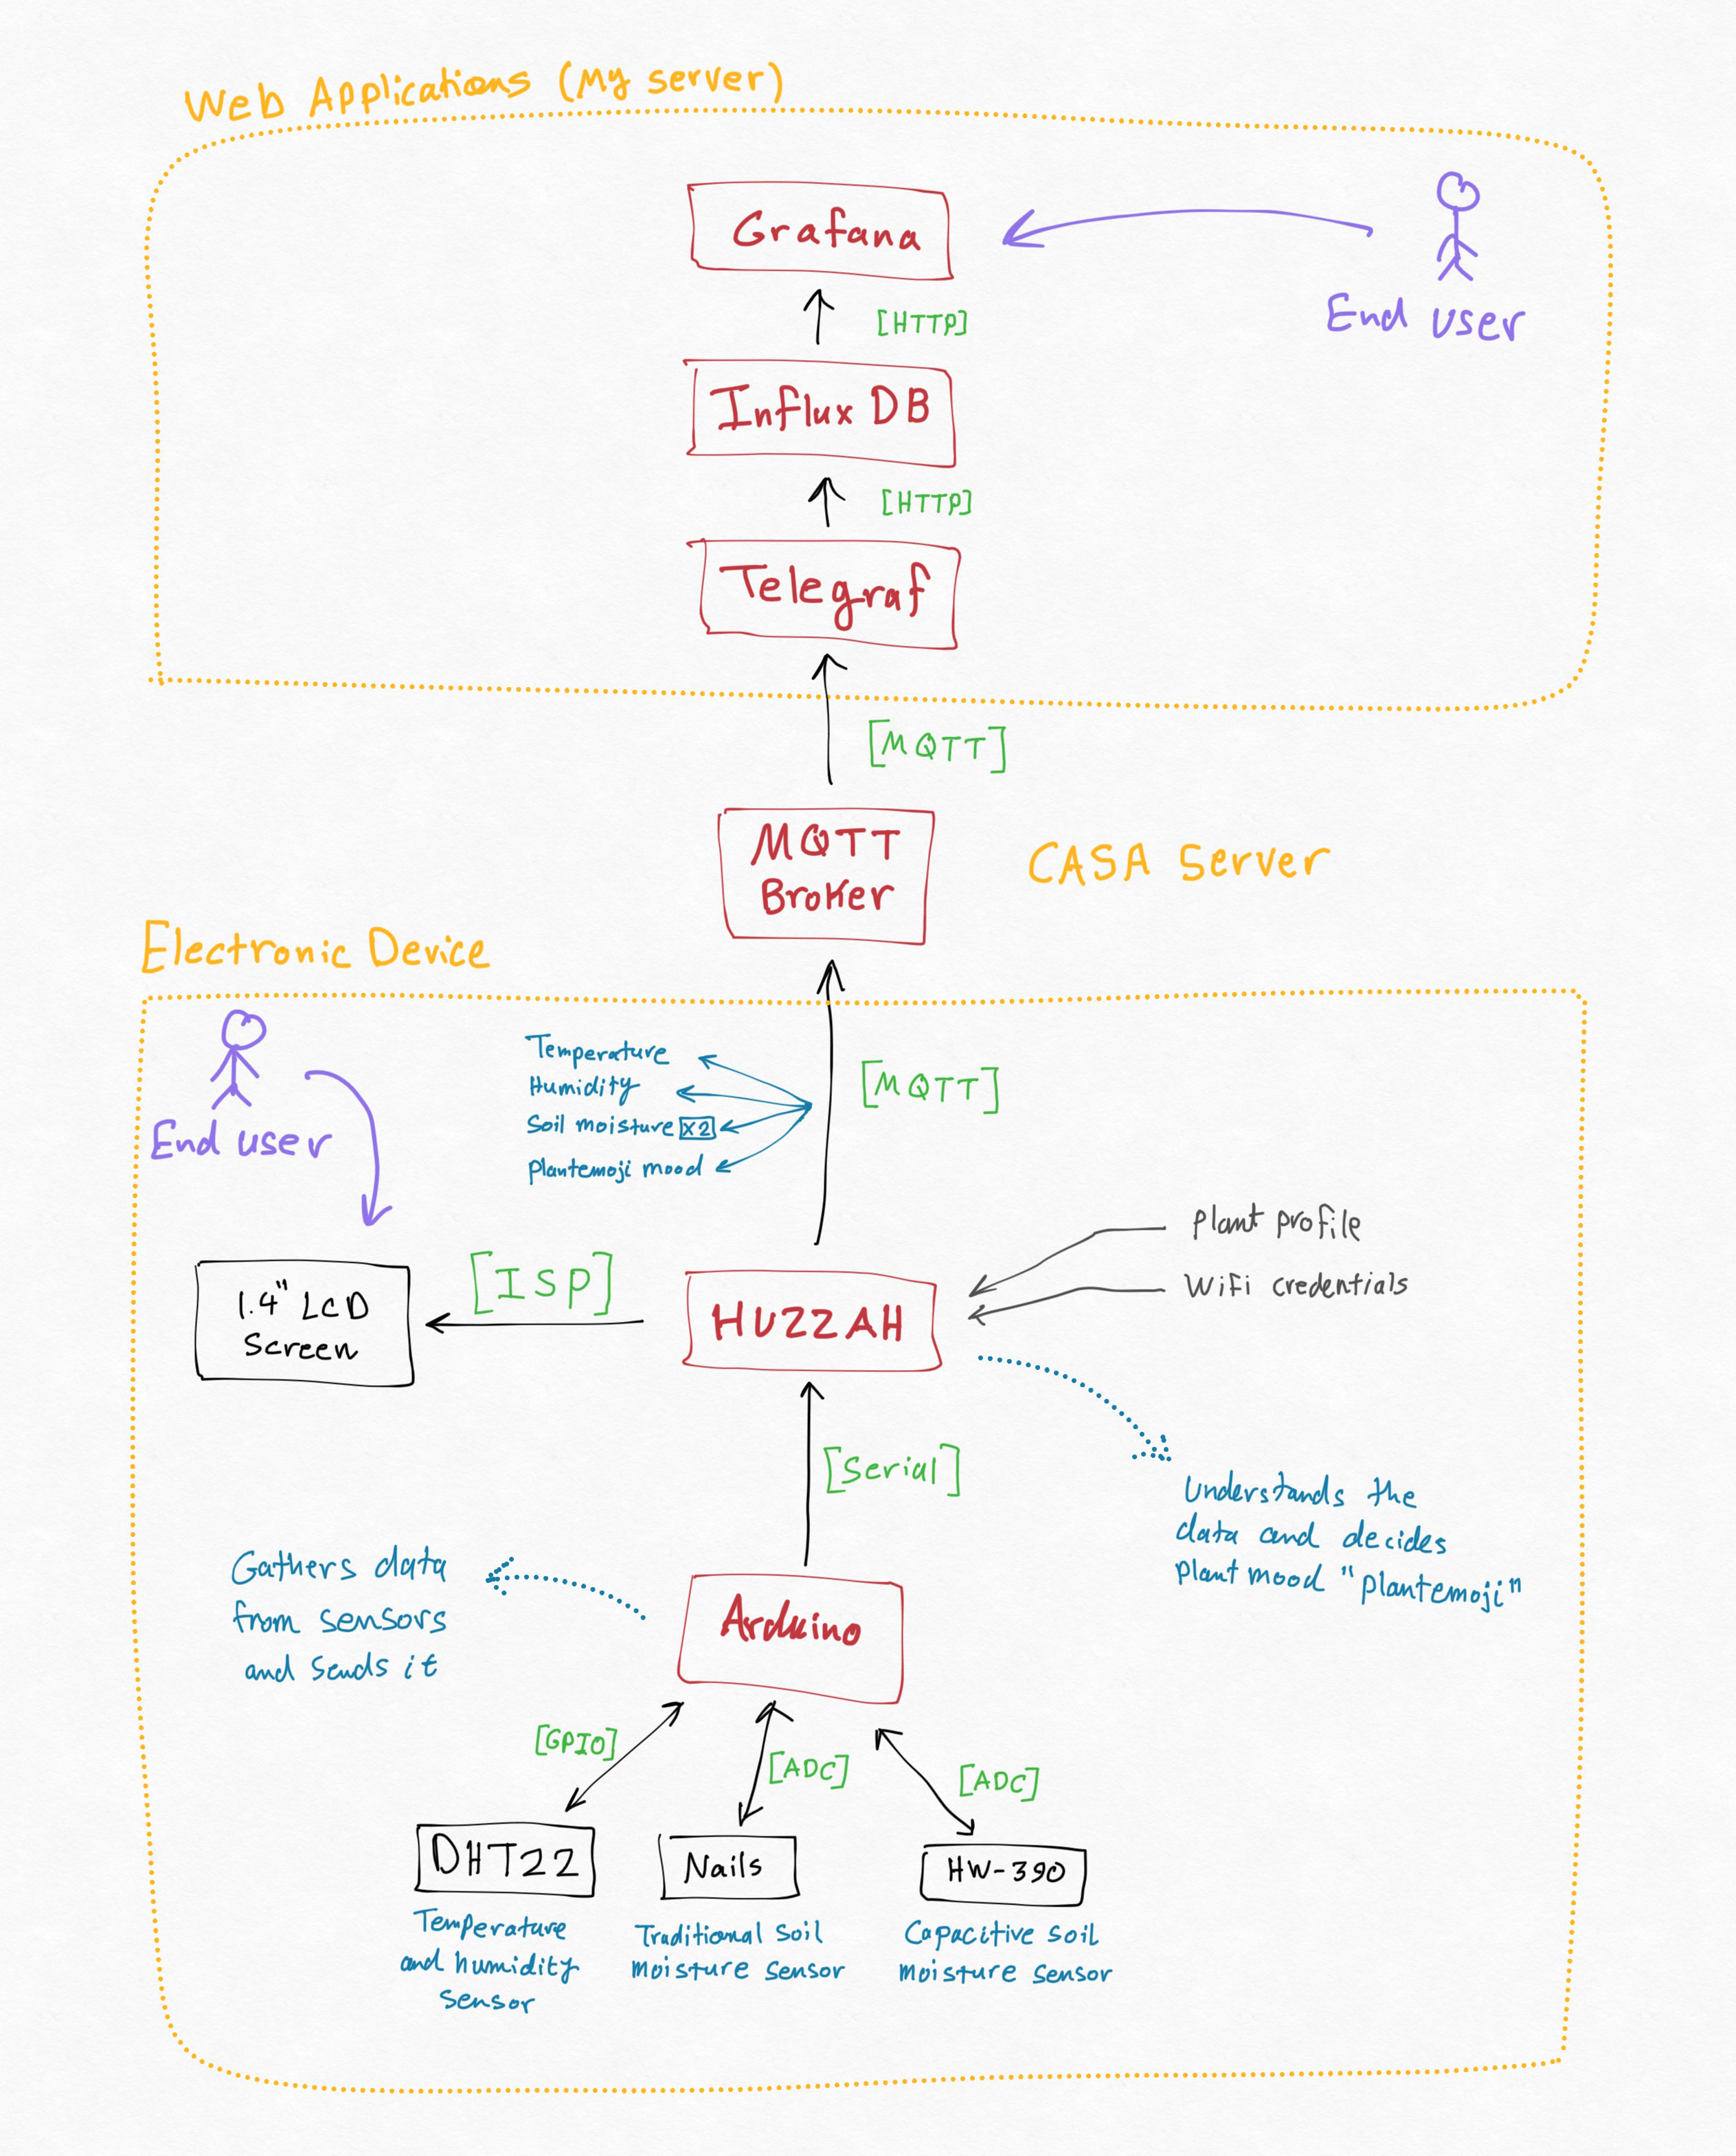 Web Applications (My server)
Grafana
End user
[HTTP]
Influx DB
[HTTP]
Telegraf
[MQTT]
MQTT
Broker
CASA Server
Electronic Device
End user
Temperature
Humidity
Soil moisture x2
Plantemoji mood
[MQTT]
Plant profile
WiFi credentials
1.4" LCD
Screen
[ISP]
HUZZAH
[Serial]
Understands the
data and decides
plant mood "plantemoji"
Gathers data
from sensors
and sends it
Arduino
[GPIO]
[ADC]
[ADC]
DHT22
Nails
HW-390
Temperature
and humidity
sensor
Traditional Soil
moisture sensor
Capacitive soil
moisture sensor